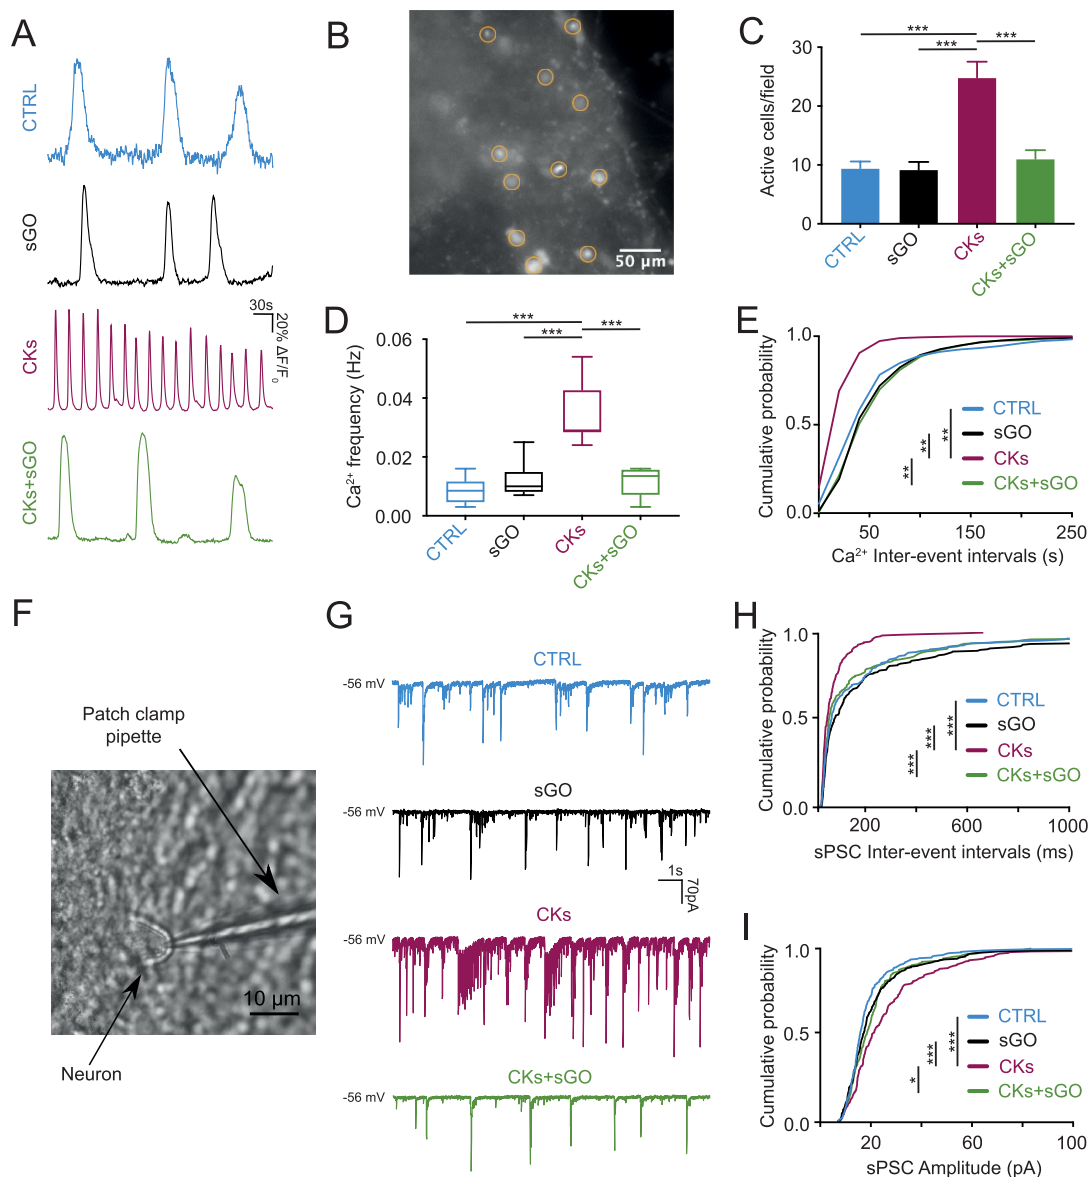 A
CTRL
sGO
CKs
CKs+sGO
30s
20% ΔF/F₀
B
50 µm
C
Active cells/field
30
20
10
0
***
***
***
CTRL
sGO
CKs
CKs+sGO
D
Ca²⁺ frequency (Hz)
0.06
0.04
0.02
0.00
***
***
***
CTRL
sGO
CKs
CKs+sGO
E
Cumulative probability
1.0
0.5
0.0
50
150
250
Ca²⁺ Inter-event intervals (s)
CTRL
sGO
CKs
CKs+sGO
**
**
**
F
Patch clamp
pipette
10 µm
Neuron
G
CTRL
-56 mV
sGO
-56 mV
1s
70pA
CKs
-56 mV
CKs+sGO
-56 mV
H
Cumulative probability
1.0
0.5
0.0
200
600
1000
sPSC Inter-event intervals (ms)
CTRL
sGO
CKs
CKs+sGO
***
***
***
I
Cumulative probability
1.0
0.5
0.0
20
60
100
sPSC Amplitude (pA)
CTRL
sGO
CKs
CKs+sGO
***
***
*